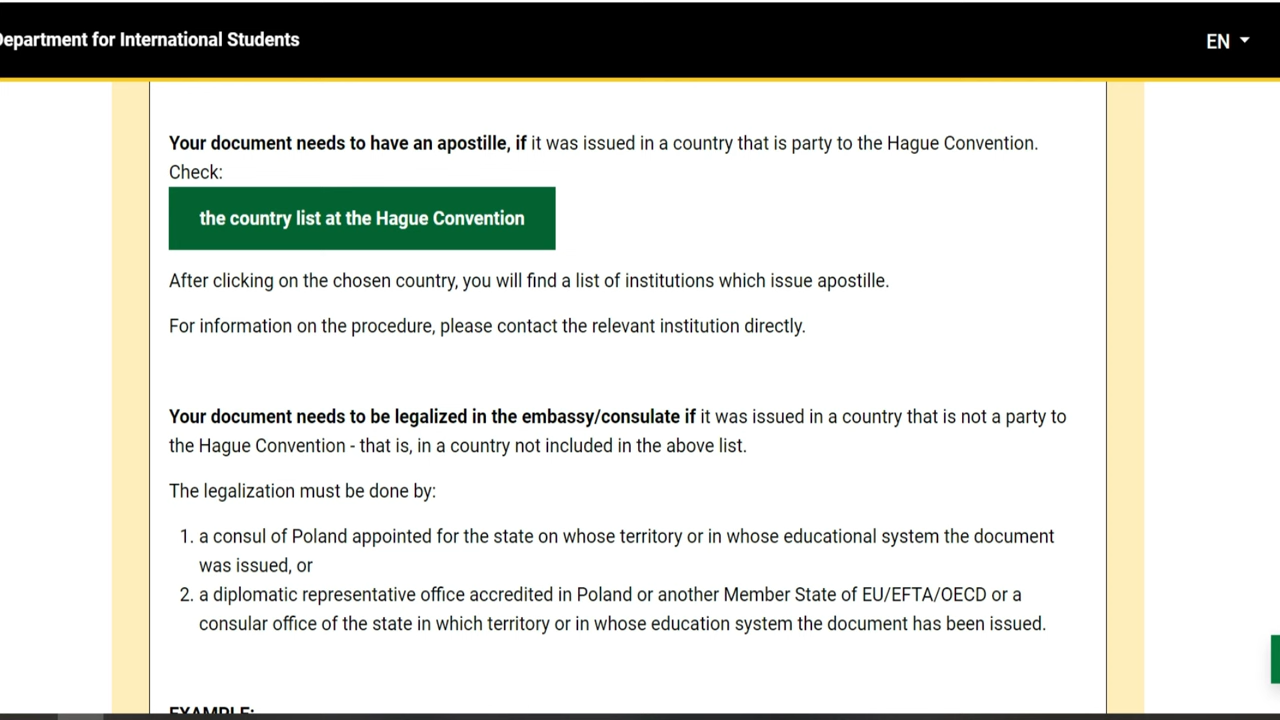 Department for International Students
EN
Your document needs to have an apostille, if it was issued in a country that is party to the Hague Convention.
Check:
the country list at the Hague Convention
After clicking on the chosen country, you will find a list of institutions which issue apostille.
For information on the procedure, please contact the relevant institution directly.
Your document needs to be legalized in the embassy/consulate if it was issued in a country that is not a party to
the Hague Convention - that is, in a country not included in the above list.
The legalization must be done by:
1. a consul of Poland appointed for the state on whose territory or in whose educational system the document
was issued, or
2. a diplomatic representative office accredited in Poland or another Member State of EU/EFTA/OECD or a
consular office of the state in which territory or in whose education system the document has been issued.
EXAMPLE: